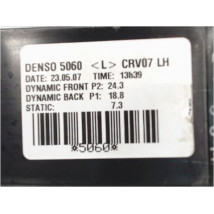 DENSO 5060 <L> CRV07 LH
DATE: 23.05.07 TIME: 13h39
DYNAMIC FRONT P2: 24.3
DYNAMIC BACK P1: 18.8
STATIC: 7.3
*5060*